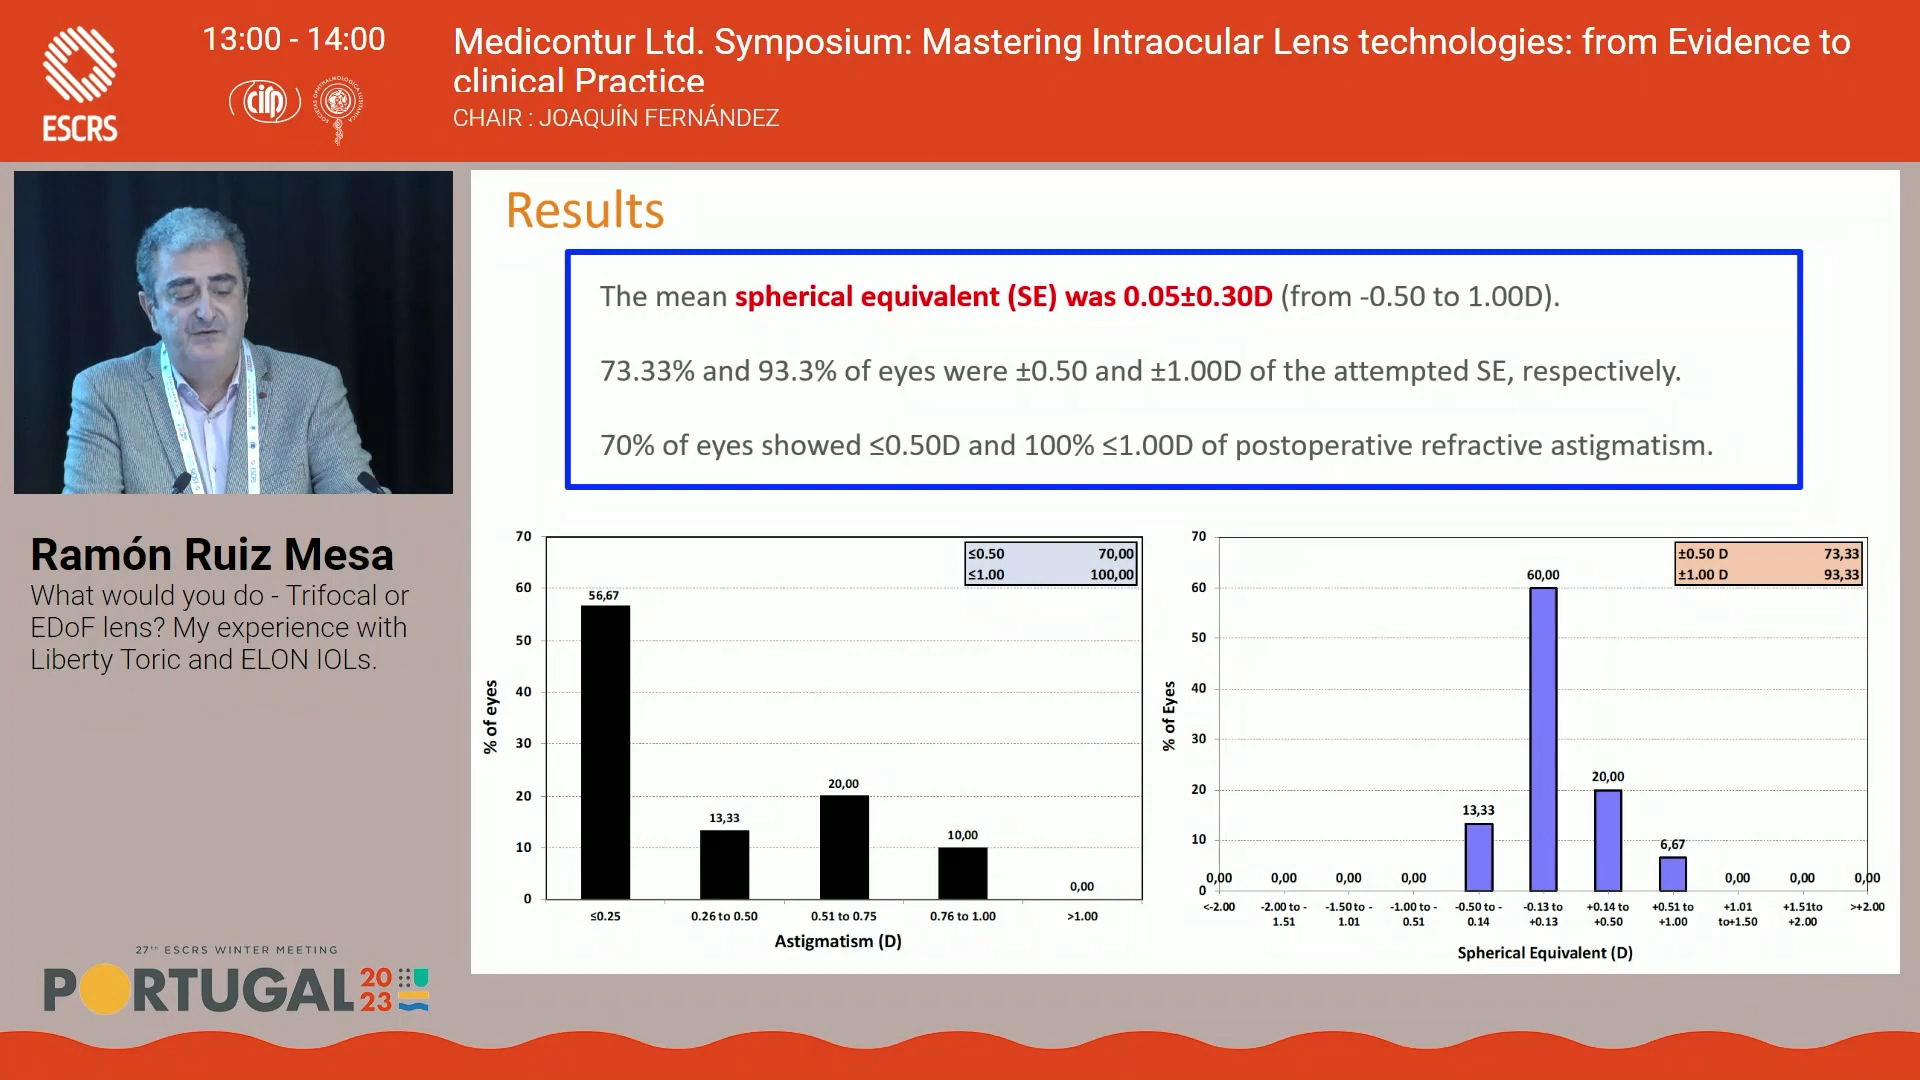 ESCRS
13:00 - 14:00
cirp
SOCIETAS OPHTHALMOLOGICA LUSITANICA
Medicontur Ltd. Symposium: Mastering Intraocular Lens technologies: from Evidence to
clinical Practice
CHAIR : JOAQUÍN FERNÁNDEZ
Ramón Ruiz Mesa
What would you do - Trifocal or
EDoF lens? My experience with
Liberty Toric and ELON IOLs.
27TH ESCRS WINTER MEETING
PORTUGAL 2023
Results
The mean spherical equivalent (SE) was 0.05±0.30D (from -0.50 to 1.00D).
73.33% and 93.3% of eyes were ±0.50 and ±1.00D of the attempted SE, respectively.
70% of eyes showed ≤0.50D and 100% ≤1.00D of postoperative refractive astigmatism.
% of eyes
70
60
50
40
30
20
10
0
≤0.50 70,00
≤1.00 100,00
56,67
13,33
20,00
10,00
0,00
≤0.25 0.26 to 0.50 0.51 to 0.75 0.76 to 1.00 >1.00
Astigmatism (D)
% of Eyes
70
60
50
40
30
20
10
0
±0.50 D 73,33
±1.00 D 93,33
0,00 0,00 0,00 0,00 13,33 60,00 20,00 6,67 0,00 0,00 0,00
<-2.00 -2.00 to - -1.50 to - -1.00 to - -0.50 to - -0.13 to +0.14 to +0.51 to +1.01 +1.51to >+2.00
1.51 1.01 0.51 0.14 +0.13 +0.50 +1.00 to+1.50 +2.00
Spherical Equivalent (D)